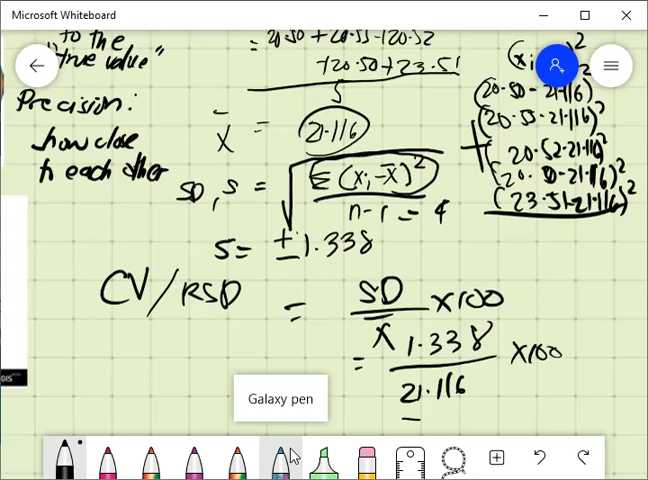 Microsoft Whiteboard
to the
"true value"
Precision:
how close
to each other
= 20.50 + 20.55 + 20.52
+20.50+23.51
5
x̄ = 21.116
SD, s = √ Σ(xi-x̄)²
n-1 = 4
S = ±1.338
(xi
)²
(20.50-21.116)²
(20.55-21.116)²
+(20.52-21.116)²
(20.50-21.116)²
(23.51-21.116)²
CV/RSD = SD x100
x̄
= 1.338 x100
21.116
GIS
Galaxy pen